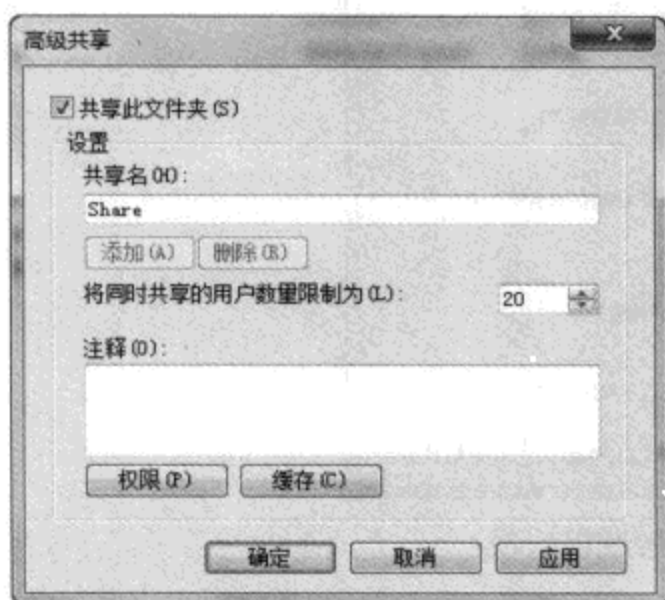 高级共享
共享此文件夹(S)
设置
共享名(H):
Share
添加(A) 删除(R)
将同时共享的用户数量限制为(L): 20
注释(O):
权限(P) 缓存(C)
确定 取消 应用